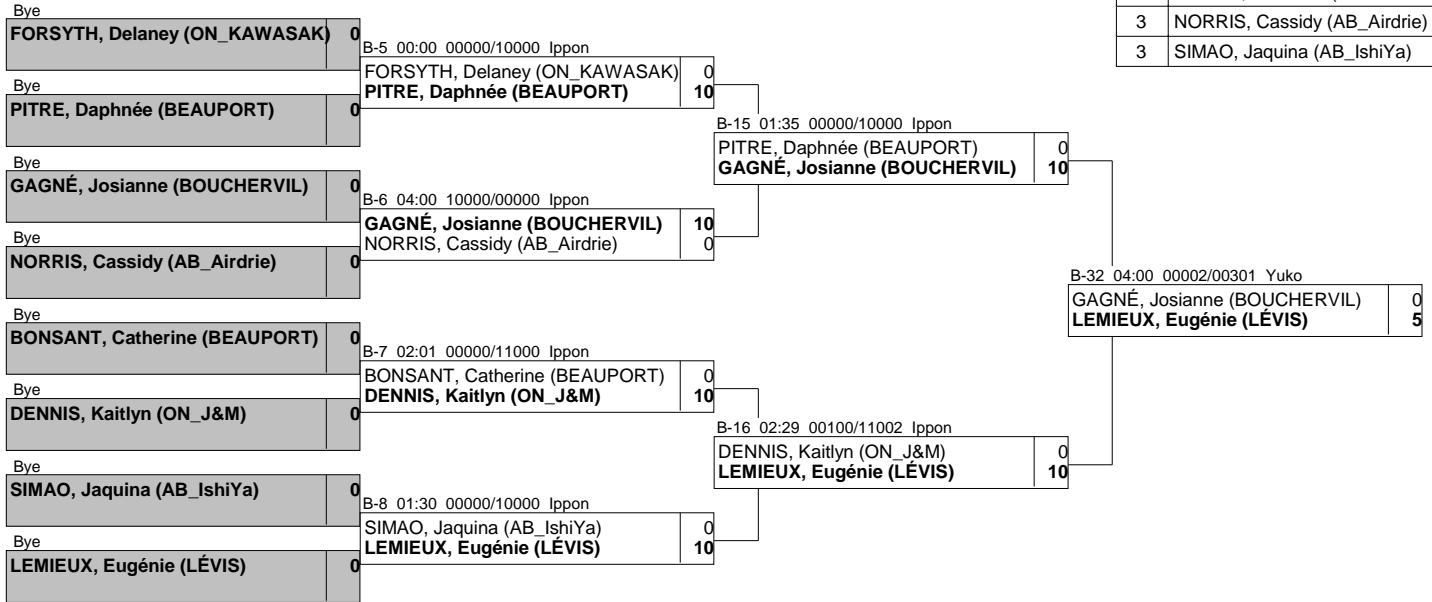 Bye
FORSYTH, Delaney (ON_KAWASAK) 0
Bye
PITRE, Daphnée (BEAUPORT) 0
Bye
GAGNÉ, Josianne (BOUCHERVIL) 0
Bye
NORRIS, Cassidy (AB_Airdrie) 0
Bye
BONSANT, Catherine (BEAUPORT) 0
Bye
DENNIS, Kaitlyn (ON_J&M) 0
Bye
SIMAO, Jaquina (AB_IshiYa) 0
Bye
LEMIEUX, Eugénie (LÉVIS) 0
B-5 00:00 00000/10000 Ippon
FORSYTH, Delaney (ON_KAWASAK) 0
PITRE, Daphnée (BEAUPORT) 10
B-6 04:00 10000/00000 Ippon
GAGNÉ, Josianne (BOUCHERVIL) 10
NORRIS, Cassidy (AB_Airdrie) 0
B-7 02:01 00000/11000 Ippon
BONSANT, Catherine (BEAUPORT) 0
DENNIS, Kaitlyn (ON_J&M) 10
B-8 01:30 00000/10000 Ippon
SIMAO, Jaquina (AB_IshiYa) 0
LEMIEUX, Eugénie (LÉVIS) 10
B-15 01:35 00000/10000 Ippon
PITRE, Daphnée (BEAUPORT) 0
GAGNÉ, Josianne (BOUCHERVIL) 10
B-16 02:29 00100/11002 Ippon
DENNIS, Kaitlyn (ON_J&M) 0
LEMIEUX, Eugénie (LÉVIS) 10
B-32 04:00 00002/00301 Yuko
GAGNÉ, Josianne (BOUCHERVIL) 0
LEMIEUX, Eugénie (LÉVIS) 5
3 NORRIS, Cassidy (AB_Airdrie)
3 SIMAO, Jaquina (AB_IshiYa)